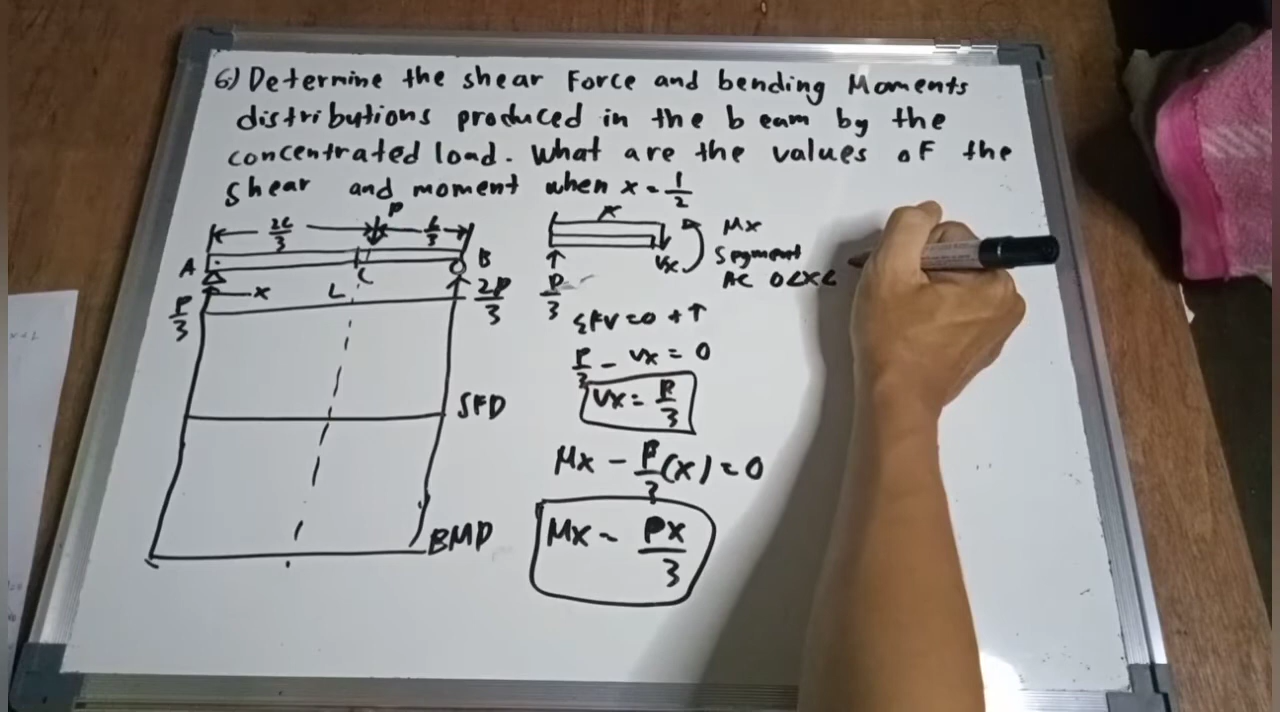 6.) Determine the shear Force and bending Moments
distributions produced in the beam by the
concentrated load. What are the values oF the
shear and moment when x = 1/2
P
2L/3 L/3
A B
C
x L
P/3 2P/3
SFD
BMD
x
Mx
Vx
Segment
AC 0<x<
P/3
ΣFV=0 +↑
P/3 - Vx = 0
Vx = P/3
Mx - P/3 (x) = 0
Mx = Px/3